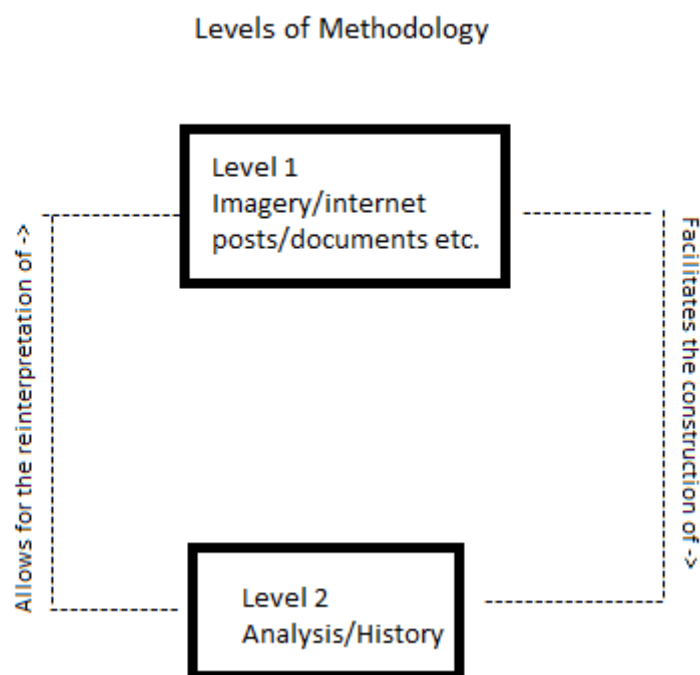 Levels of Methodology
Level 1
Imagery/internet
posts/documents etc.
Allows for the reinterpretation of ->
Facilitates the construction of ->
Level 2
Analysis/History